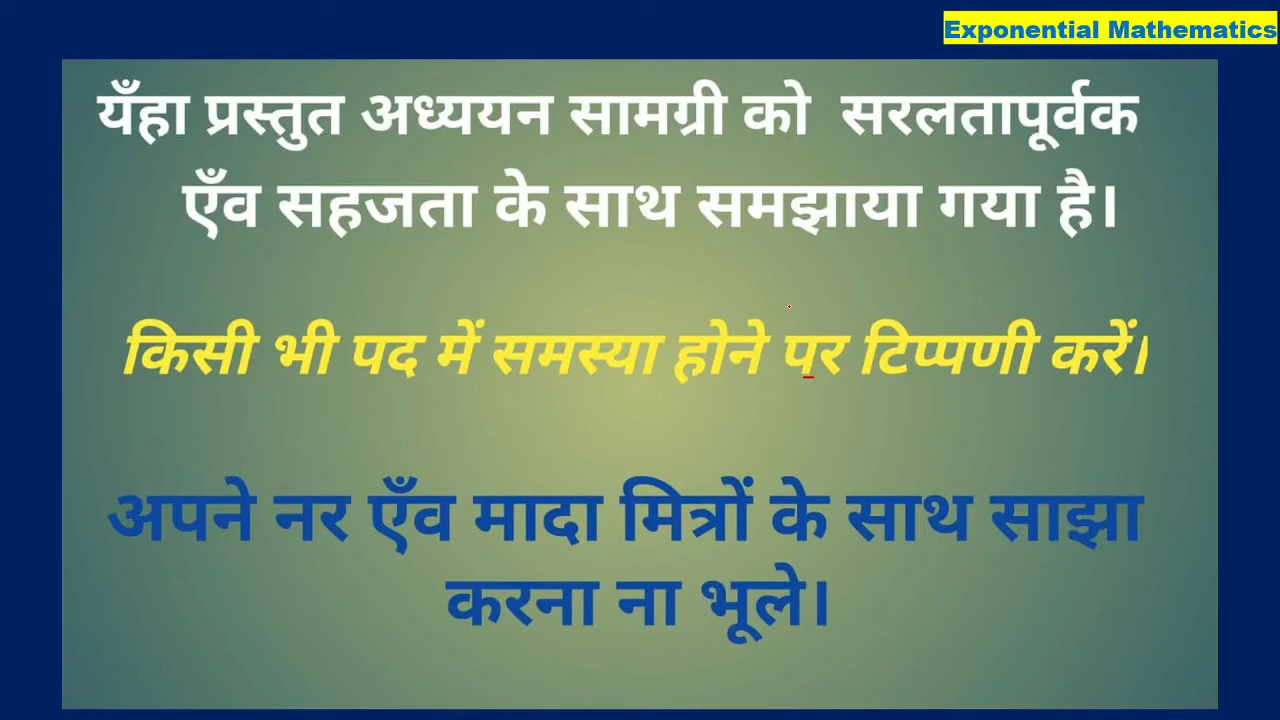 Exponential Mathematics
यँहा प्रस्तुत अध्ययन सामग्री को सरलतापूर्वक
एँव सहजता के साथ समझाया गया है।
किसी भी पद में समस्या होने पर टिप्पणी करें।
अपने नर एँव मादा मित्रों के साथ साझा
करना ना भूले।